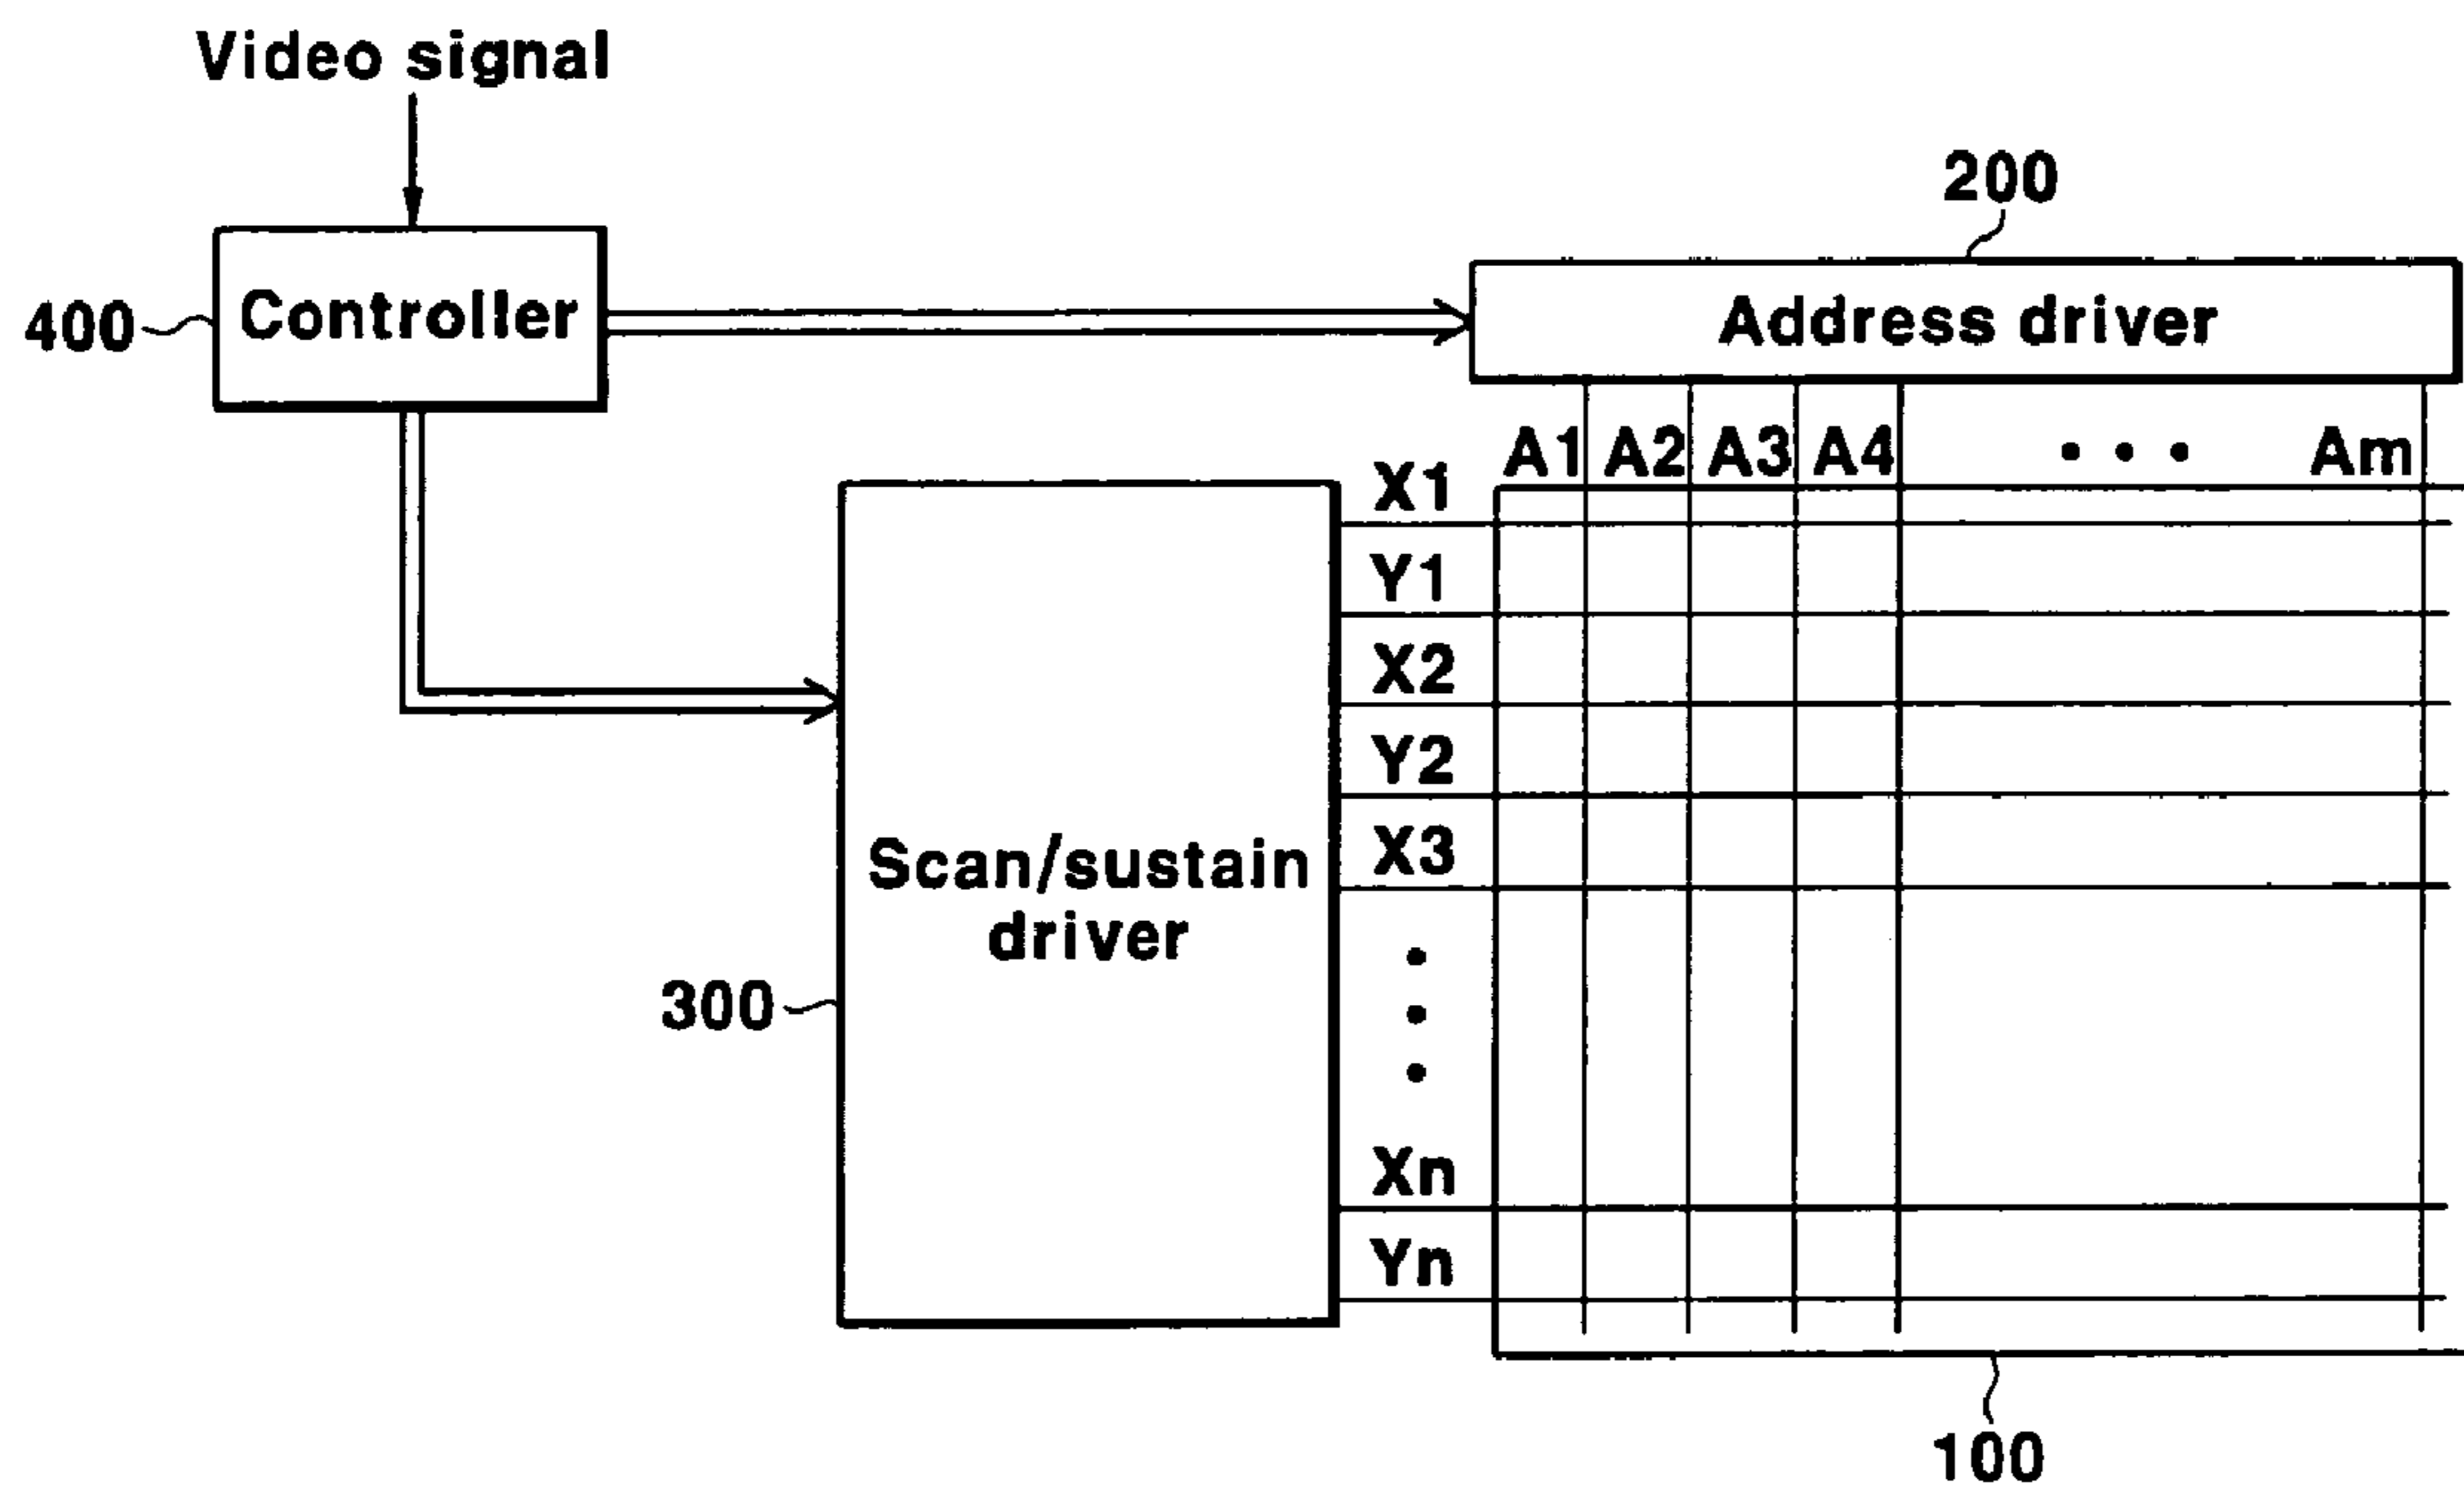 Video signal
200
400
Controller
Address driver
A1 A2 A3 A4 • • • Am
X1
Y1
X2
Y2
X3
Scan/sustain
driver
300
•
•
•
Xn
Yn
100